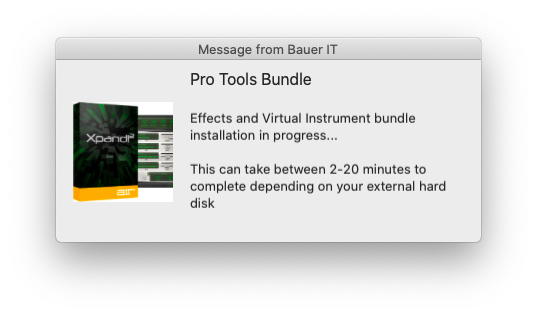 Message from Bauer IT
Pro Tools Bundle
Effects and Virtual Instrument bundle
installation in progress...
This can take between 2-20 minutes to
complete depending on your external hard
disk
Xpand!²
air